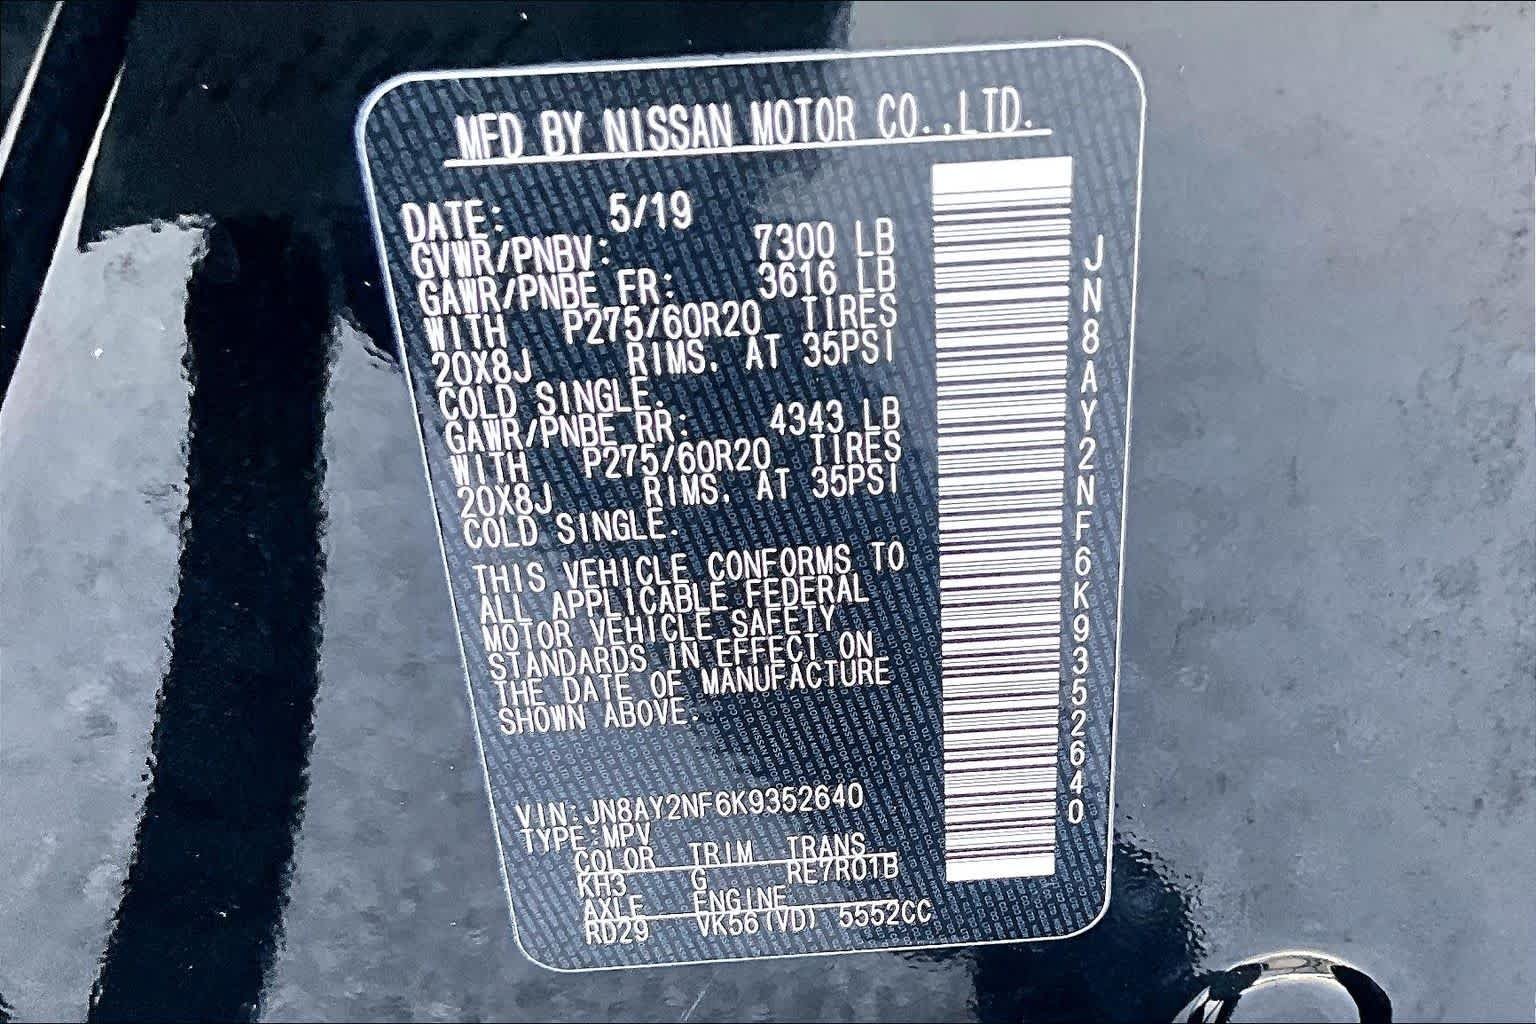 MFD BY NISSAN MOTOR CO.,LTD.
DATE: 5/19
GVWR/PNBV: 7300 LB
GAWR/PNBE FR: 3616 LB
WITH P275/60R20 TIRES
20X8J RIMS. AT 35PSI
COLD SINGLE.
GAWR/PNBE RR: 4343 LB
WITH P275/60R20 TIRES
20X8J RIMS. AT 35PSI
COLD SINGLE.
THIS VEHICLE CONFORMS TO
ALL APPLICABLE FEDERAL
MOTOR VEHICLE SAFETY
STANDARDS IN EFFECT ON
THE DATE OF MANUFACTURE
SHOWN ABOVE.
VIN:JN8AY2NF6K9352640
TYPE:MPV
COLOR TRIM TRANS
KH3 G RE7R01B
AXLE ENGINE
RD29 VK56(VD) 5552CC
JN8AY2NF6K9352640